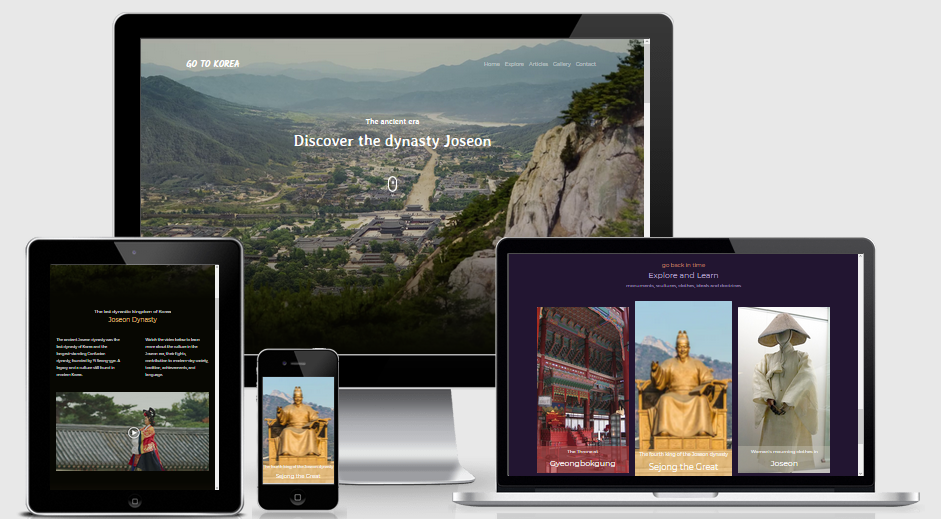 GO TO KOREA
Home Explore Articles Gallery Contact
The ancient era
Discover the dynasty Joseon
The last dynastic kingdom of Korea
Joseon Dynasty
The ancient Joseon dynasty was the
last dynasty of Korea and the
longest-standing Confucian
dynasty, founded by Yi Seong-gye. A
legacy and culture still found in
modern Korea.
Watch the video below to learn
more about the culture in the
Joseon era, their fights,
contribution to modern-day society,
tradition, achievements, and
language.
The fourth king of the Joseon dynasty
Sejong the Great
go back in time
Explore and Learn
monuments, sculptures, clothes, ideals and doctrines
The Throne of
Gyeongbokgung
The fourth king of the Joseon dynasty
Sejong the Great
Women's mourning clothes in
Joseon